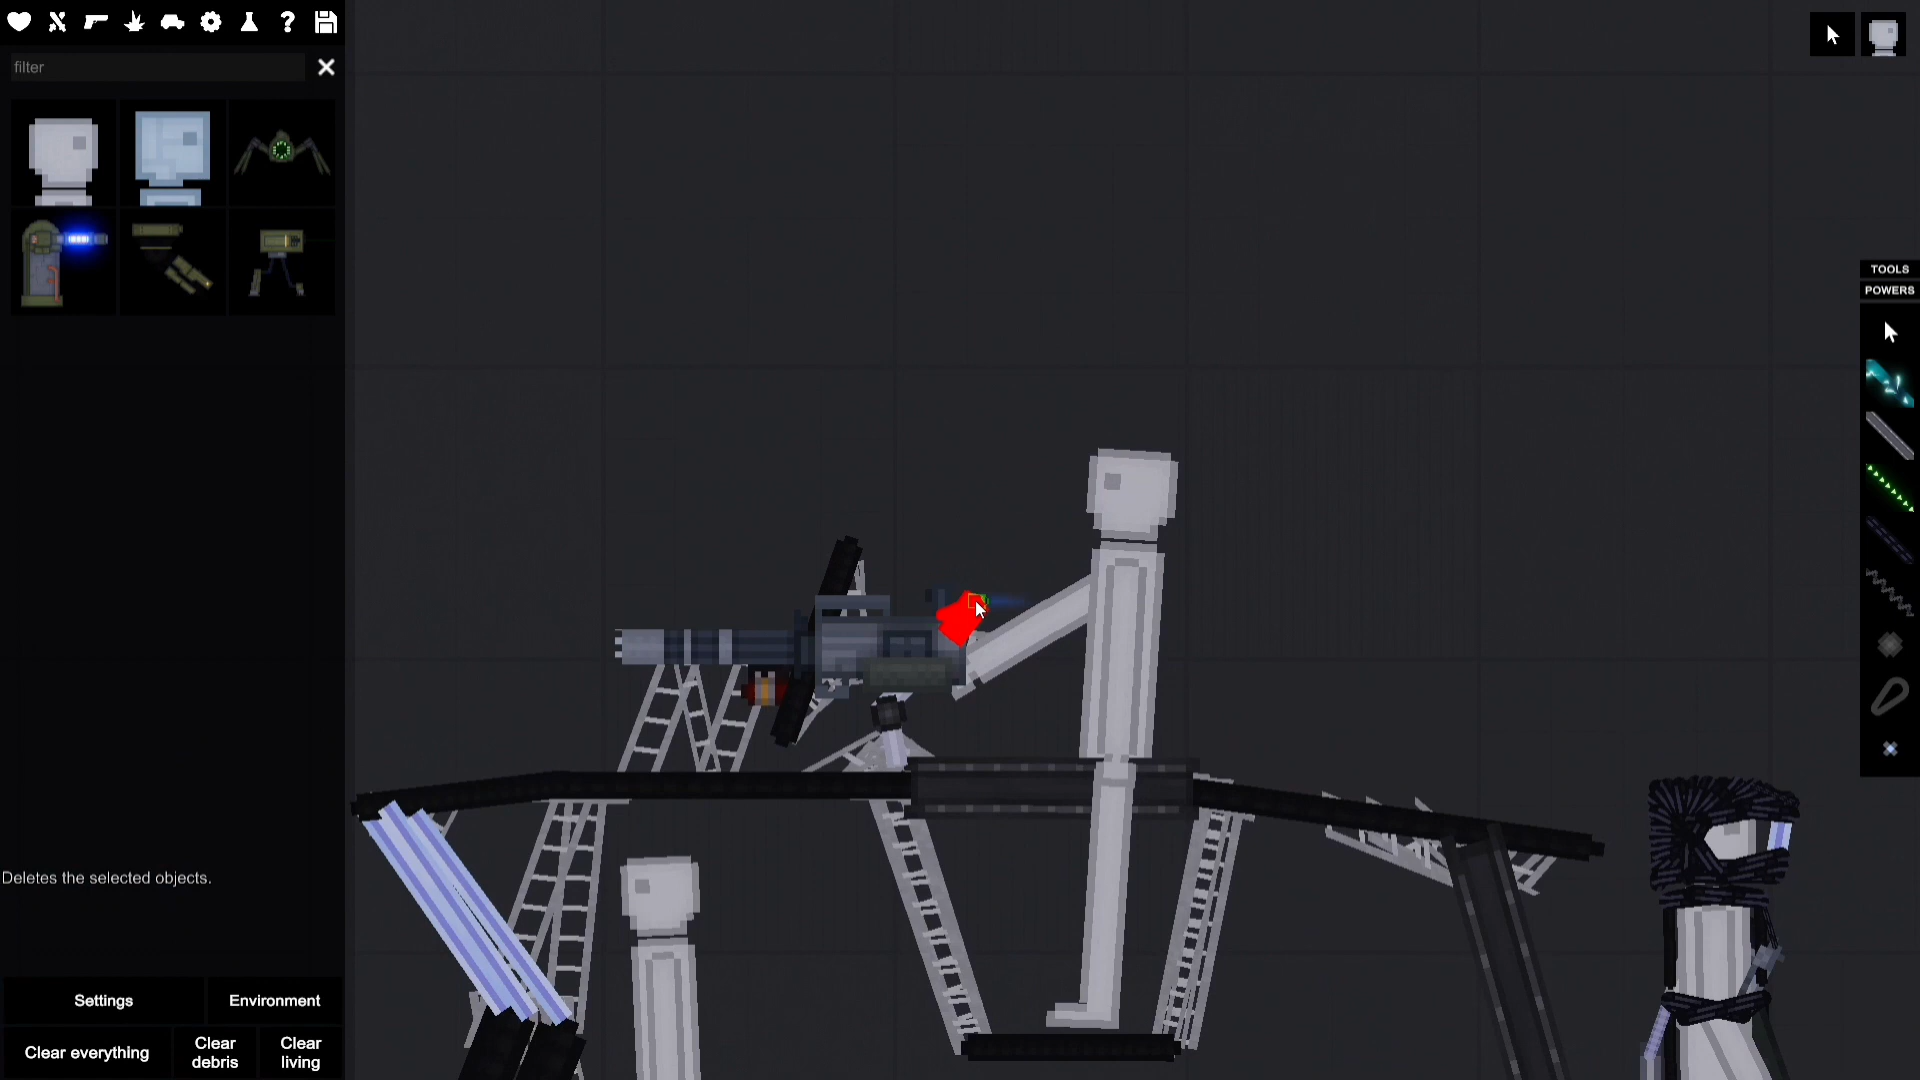 filter
TOOLS
POWERS
Deletes the selected objects.
Settings
Environment
Clear everything
Clear
debris
Clear
living